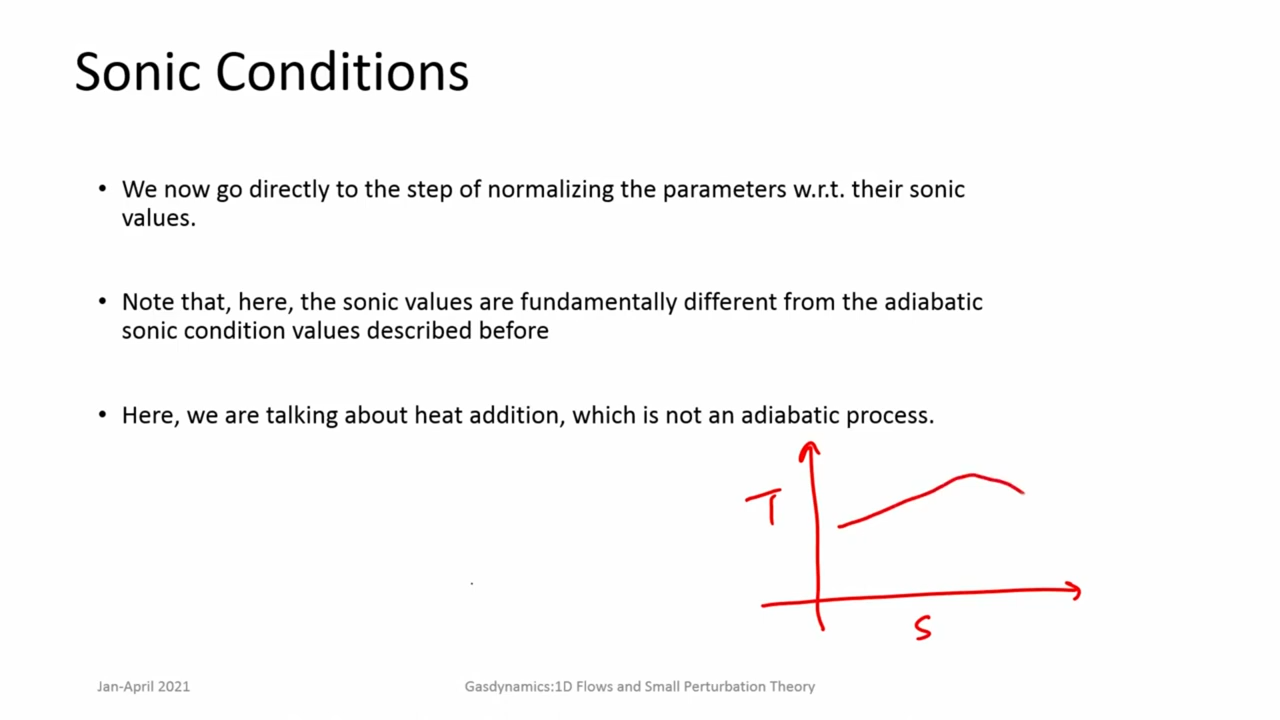 Sonic Conditions
• We now go directly to the step of normalizing the parameters w.r.t. their sonic
values.
• Note that, here, the sonic values are fundamentally different from the adiabatic
sonic condition values described before
• Here, we are talking about heat addition, which is not an adiabatic process.
T
S
Jan-April 2021
Gasdynamics:1D Flows and Small Perturbation Theory